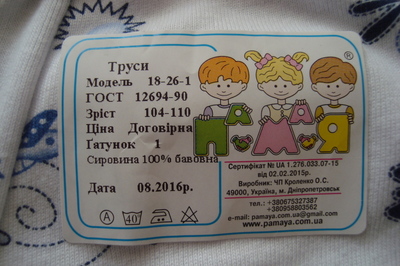 Труси
Модель 18-26-1
ГОСТ 12694-90
Зріст 104-110
Ціна Договірна
Ґатунок 1
Сировина 100% бавовна
Дата 08.2016р.
A 40
®
ПАМАЯ
Сертифікат № UA 1.276.033.07-15
від 02.02.2015р.
Виробник: ЧП Кроленко О.С.
49000, Україна, м. Дніпропетровськ
тел.: +380675327387
+380958803562
e-mail: pamaya.com.ua@gmail.com
www.pamaya.com.ua